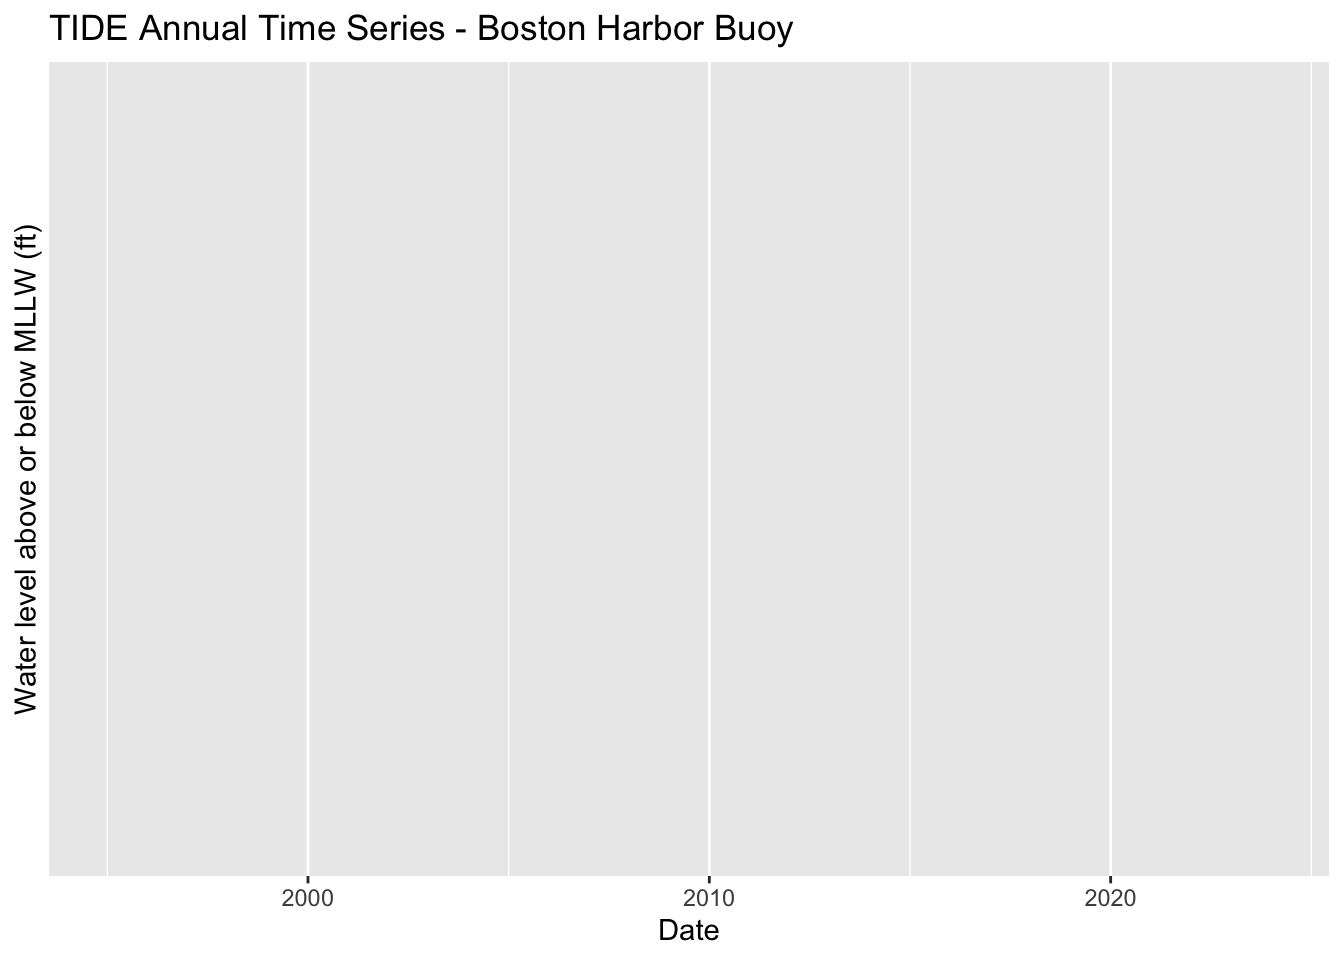 TIDE Annual Time Series - Boston Harbor Buoy
Water level above or below MLLW (ft)
2000
2010
2020
Date